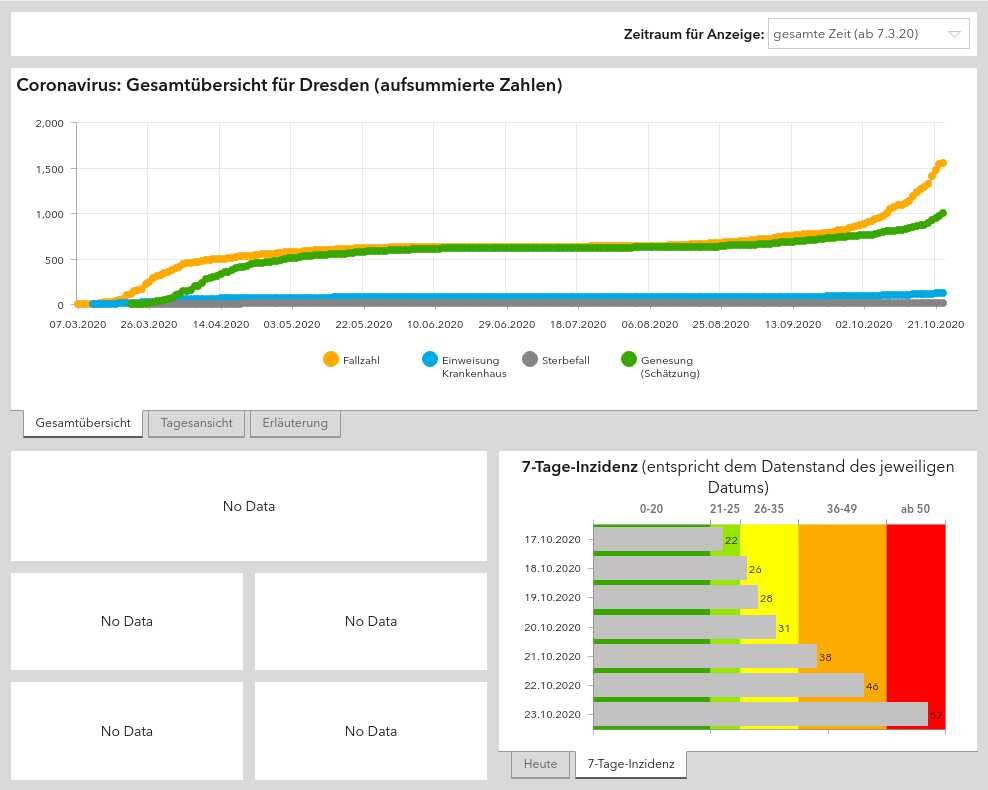 Zeitraum für Anzeige: gesamte Zeit (ab 7.3.20)
Coronavirus: Gesamtübersicht für Dresden (aufsummierte Zahlen)
2,000
1,500
1,000
500
0
07.03.2020 26.03.2020 14.04.2020 03.05.2020 22.05.2020 10.06.2020 29.06.2020 18.07.2020 06.08.2020 25.08.2020 13.09.2020 02.10.2020 21.10.2020
Fallzahl Einweisung Sterbefall Genesung
Krankenhaus (Schätzung)
Gesamtübersicht Tagesansicht Erläuterung
No Data
No Data No Data
No Data No Data
7-Tage-Inzidenz (entspricht dem Datenstand des jeweiligen
Datums)
0-20 21-25 26-35 36-49 ab 50
17.10.2020 22
18.10.2020 26
19.10.2020 28
20.10.2020 31
21.10.2020 38
22.10.2020 46
23.10.2020 57
Heute 7-Tage-Inzidenz